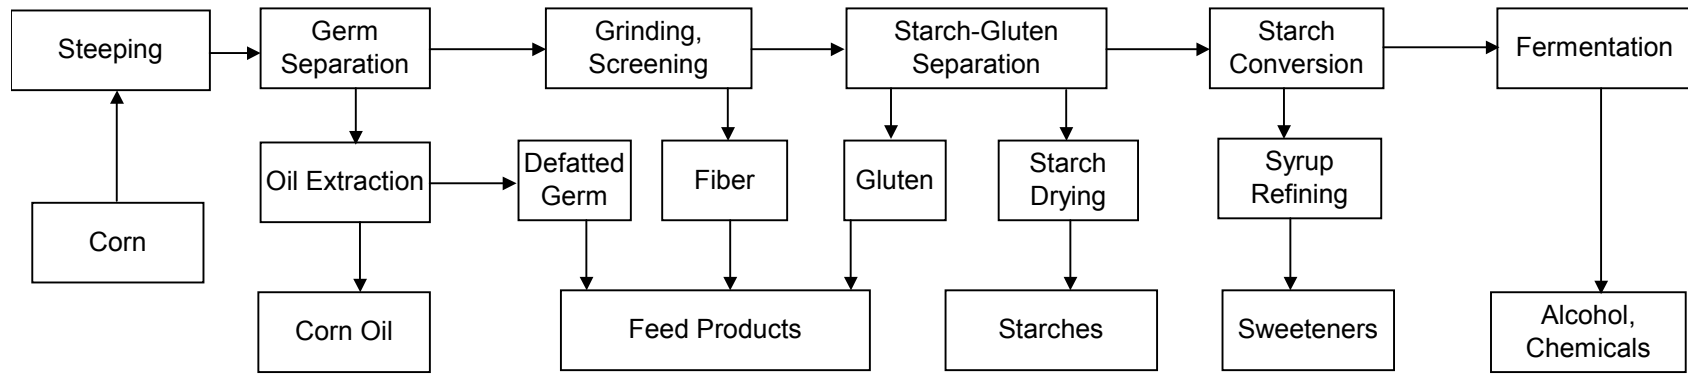 Steeping
Germ
Separation
Grinding,
Screening
Starch-Gluten
Separation
Starch
Conversion
Fermentation
Oil Extraction
Defatted
Germ
Fiber
Gluten
Starch
Drying
Syrup
Refining
Corn
Corn Oil
Feed Products
Starches
Sweeteners
Alcohol,
Chemicals